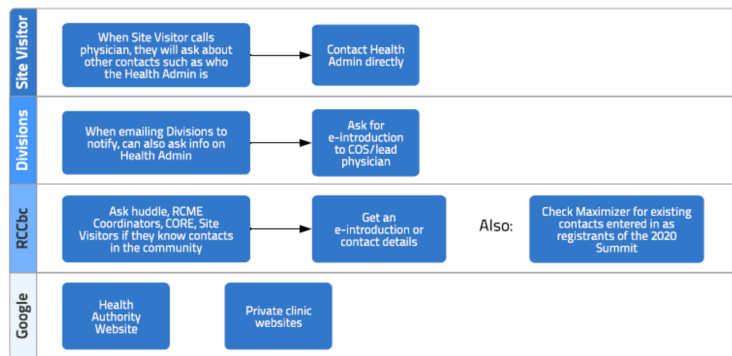 Site Visitor
When Site Visitor calls
physician, they will ask about
other contacts such as who
the Health Admin is
Contact Health
Admin directly
Divisions
When emailing Divisions to
notify, can also ask info on
Health Admin
Ask for
e-introduction
to COS/lead
physician
RCCbc
Ask huddle, RCME
Coordinators, CORE, Site
Visitors if they know contacts
in the community
Get an
e-introduction or
contact details
Also:
Check Maximizer for existing
contacts entered in as
registrants of the 2020
Summit
Google
Health
Authority
Website
Private clinic
websites